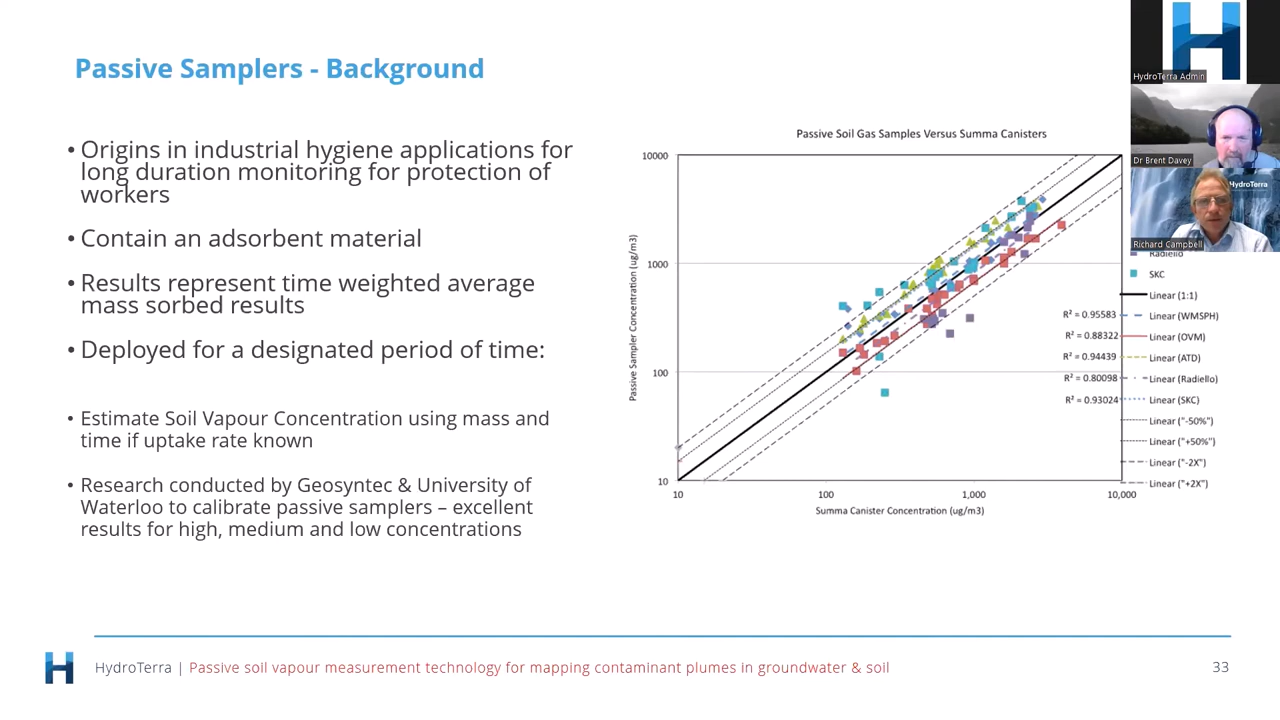 Passive Samplers - Background
• Origins in industrial hygiene applications for
long duration monitoring for protection of
workers
• Contain an adsorbent material
• Results represent time weighted average
mass sorbed results
• Deployed for a designated period of time:
• Estimate Soil Vapour Concentration using mass and
time if uptake rate known
• Research conducted by Geosyntec & University of
Waterloo to calibrate passive samplers – excellent
results for high, medium and low concentrations
Passive Soil Gas Samples Versus Summa Canisters
Passive Sampler Concentration (ug/m3)
10000
1000
100
10
10
100
1,000
10,000
Summa Canister Concentration (ug/m3)
Radiello
SKC
Linear (1:1)
R² = 0.95583 Linear (WMSPH)
R² = 0.88322 Linear (OVM)
R² = 0.94439 Linear (ATD)
R² = 0.80098 Linear (Radiello)
R² = 0.93024 Linear (SKC)
Linear ("-50%")
Linear ("+50%")
Linear ("-2X")
Linear ("+2X")
HydroTerra Admin
Dr Brent Davey
HydroTerra
Richard Campbell
HydroTerra | Passive soil vapour measurement technology for mapping contaminant plumes in groundwater & soil
33